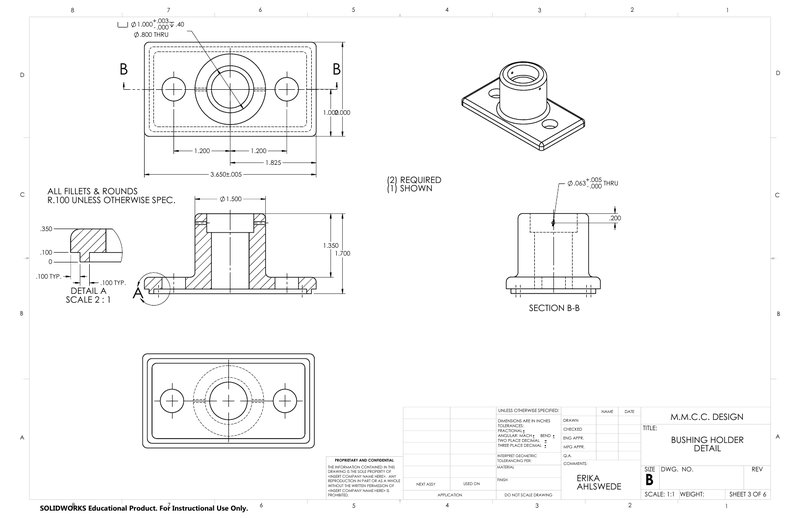 8 7 6 5 4 3 2 1
⌴ Ø1.000 +.003 -.000 ↧ .40
Ø.800 THRU
B B
D D
1.000
2.000
1.200 1.200
1.825
3.650±.005
ALL FILLETS & ROUNDS
R.100 UNLESS OTHERWISE SPEC.
(2) REQUIRED
(1) SHOWN
Ø.063 +.005 -.000 THRU
C C
Ø1.500
.200
.350
.100
0
1.350
1.700
.100 TYP.
.100 TYP.
DETAIL A
SCALE 2 : 1
A
SECTION B-B
B B
A A
UNLESS OTHERWISE SPECIFIED:
DIMENSIONS ARE IN INCHES
TOLERANCES:
FRACTIONAL ±
ANGULAR: MACH ± BEND ±
TWO PLACE DECIMAL ±
THREE PLACE DECIMAL ±
INTERPRET GEOMETRIC
TOLERANCING PER:
MATERIAL
FINISH
DO NOT SCALE DRAWING
NAME DATE
DRAWN
CHECKED
ENG APPR.
MFG APPR.
Q.A.
COMMENTS:
ERIKA
AHLSWEDE
M.M.C.C. DESIGN
TITLE:
BUSHING HOLDER
DETAIL
SIZE DWG. NO. REV
B
SCALE: 1:1 WEIGHT: SHEET 3 OF 6
PROPRIETARY AND CONFIDENTIAL
THE INFORMATION CONTAINED IN THIS
DRAWING IS THE SOLE PROPERTY OF
<INSERT COMPANY NAME HERE>. ANY
REPRODUCTION IN PART OR AS A WHOLE
WITHOUT THE WRITTEN PERMISSION OF
<INSERT COMPANY NAME HERE> IS
PROHIBITED.
NEXT ASSY USED ON
APPLICATION
7 6 5 4 3 2 1
SOLIDWORKS Educational Product. For Instructional Use Only.